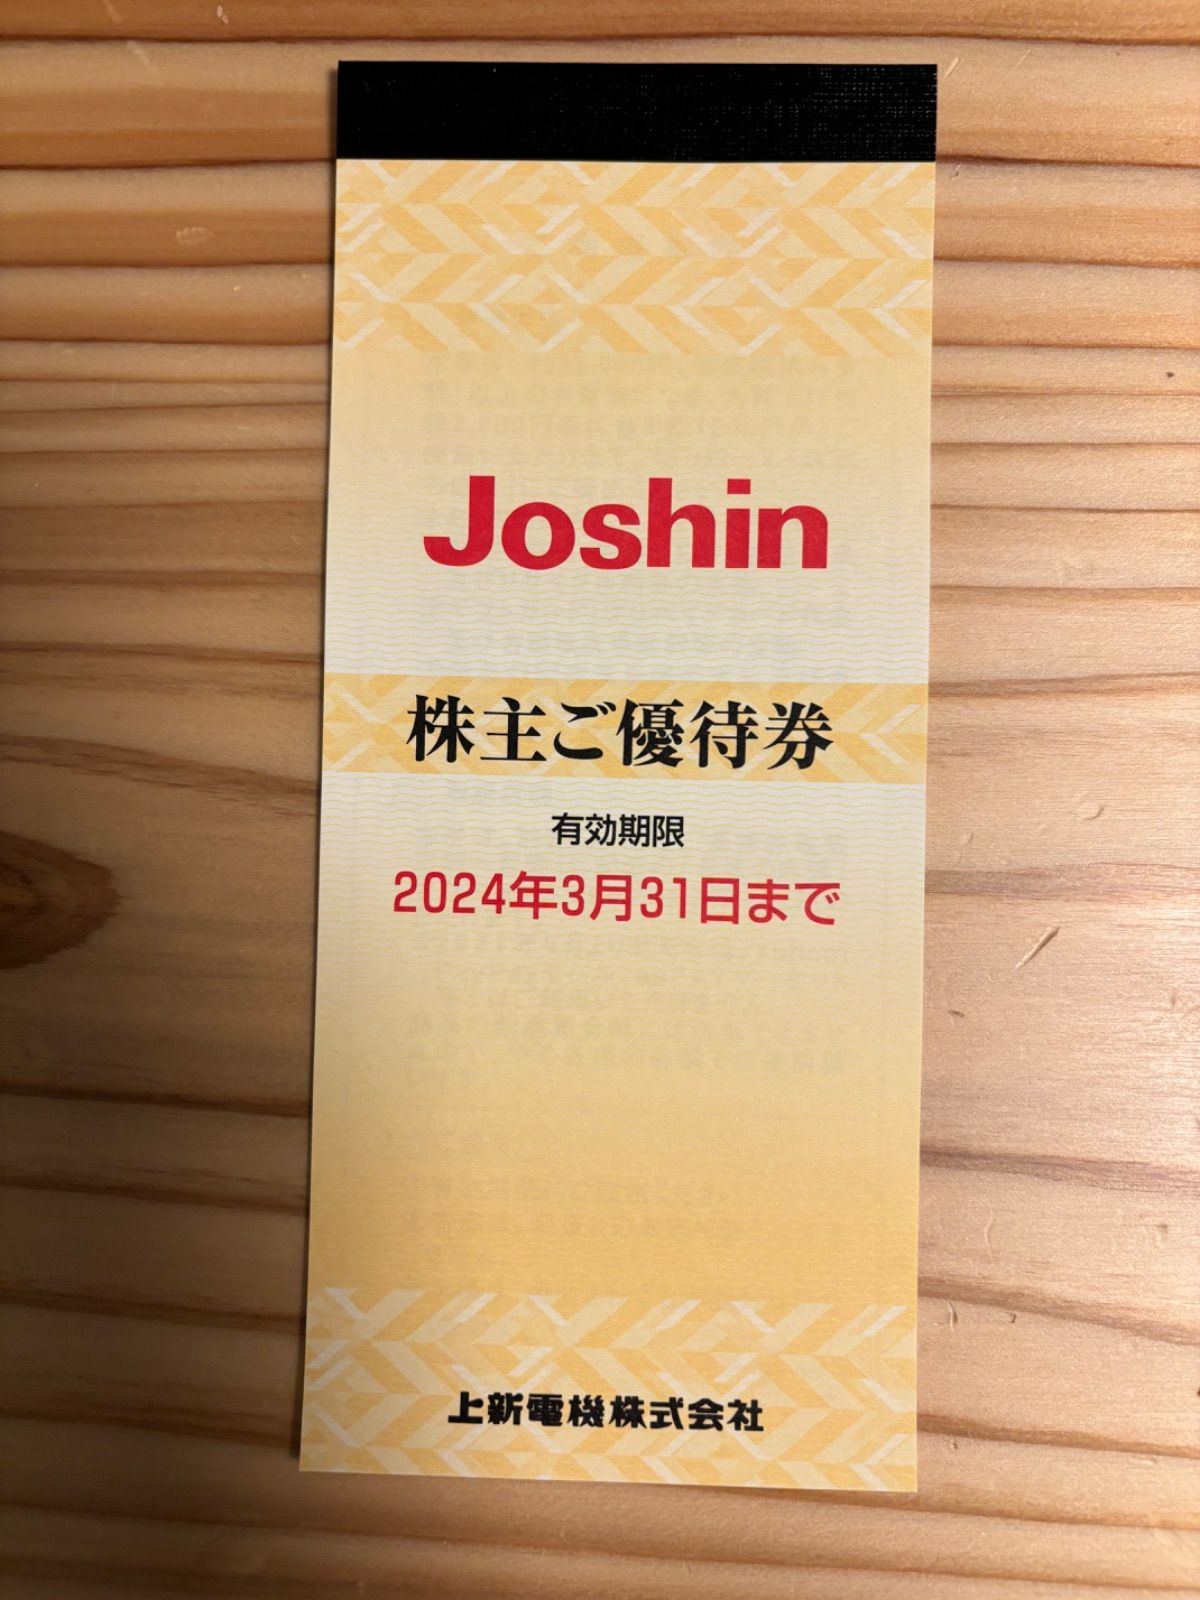 Joshin
株主ご優待券
有効期限
2024年3月31日まで
上新電機株式会社